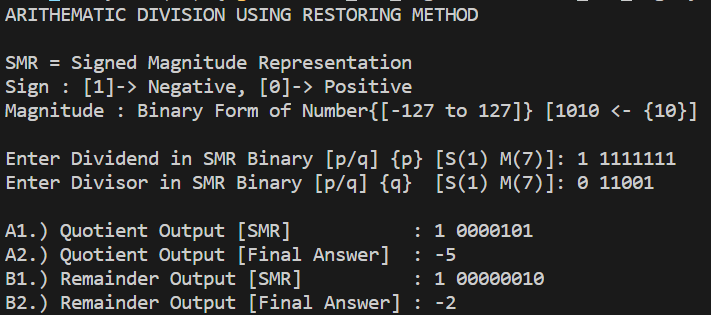 ARITHEMATIC DIVISION USING RESTORING METHOD
SMR = Signed Magnitude Representation
Sign : [1]-> Negative, [0]-> Positive
Magnitude : Binary Form of Number{[-127 to 127]} [1010 <- {10}]
Enter Dividend in SMR Binary [p/q] {p} [S(1) M(7)]: 1 1111111
Enter Divisor in SMR Binary [p/q] {q}  [S(1) M(7)]: 0 11001
A1.) Quotient Output [SMR]          : 1 0000101
A2.) Quotient Output [Final Answer]  : -5
B1.) Remainder Output [SMR]         : 1 00000010
B2.) Remainder Output [Final Answer] : -2